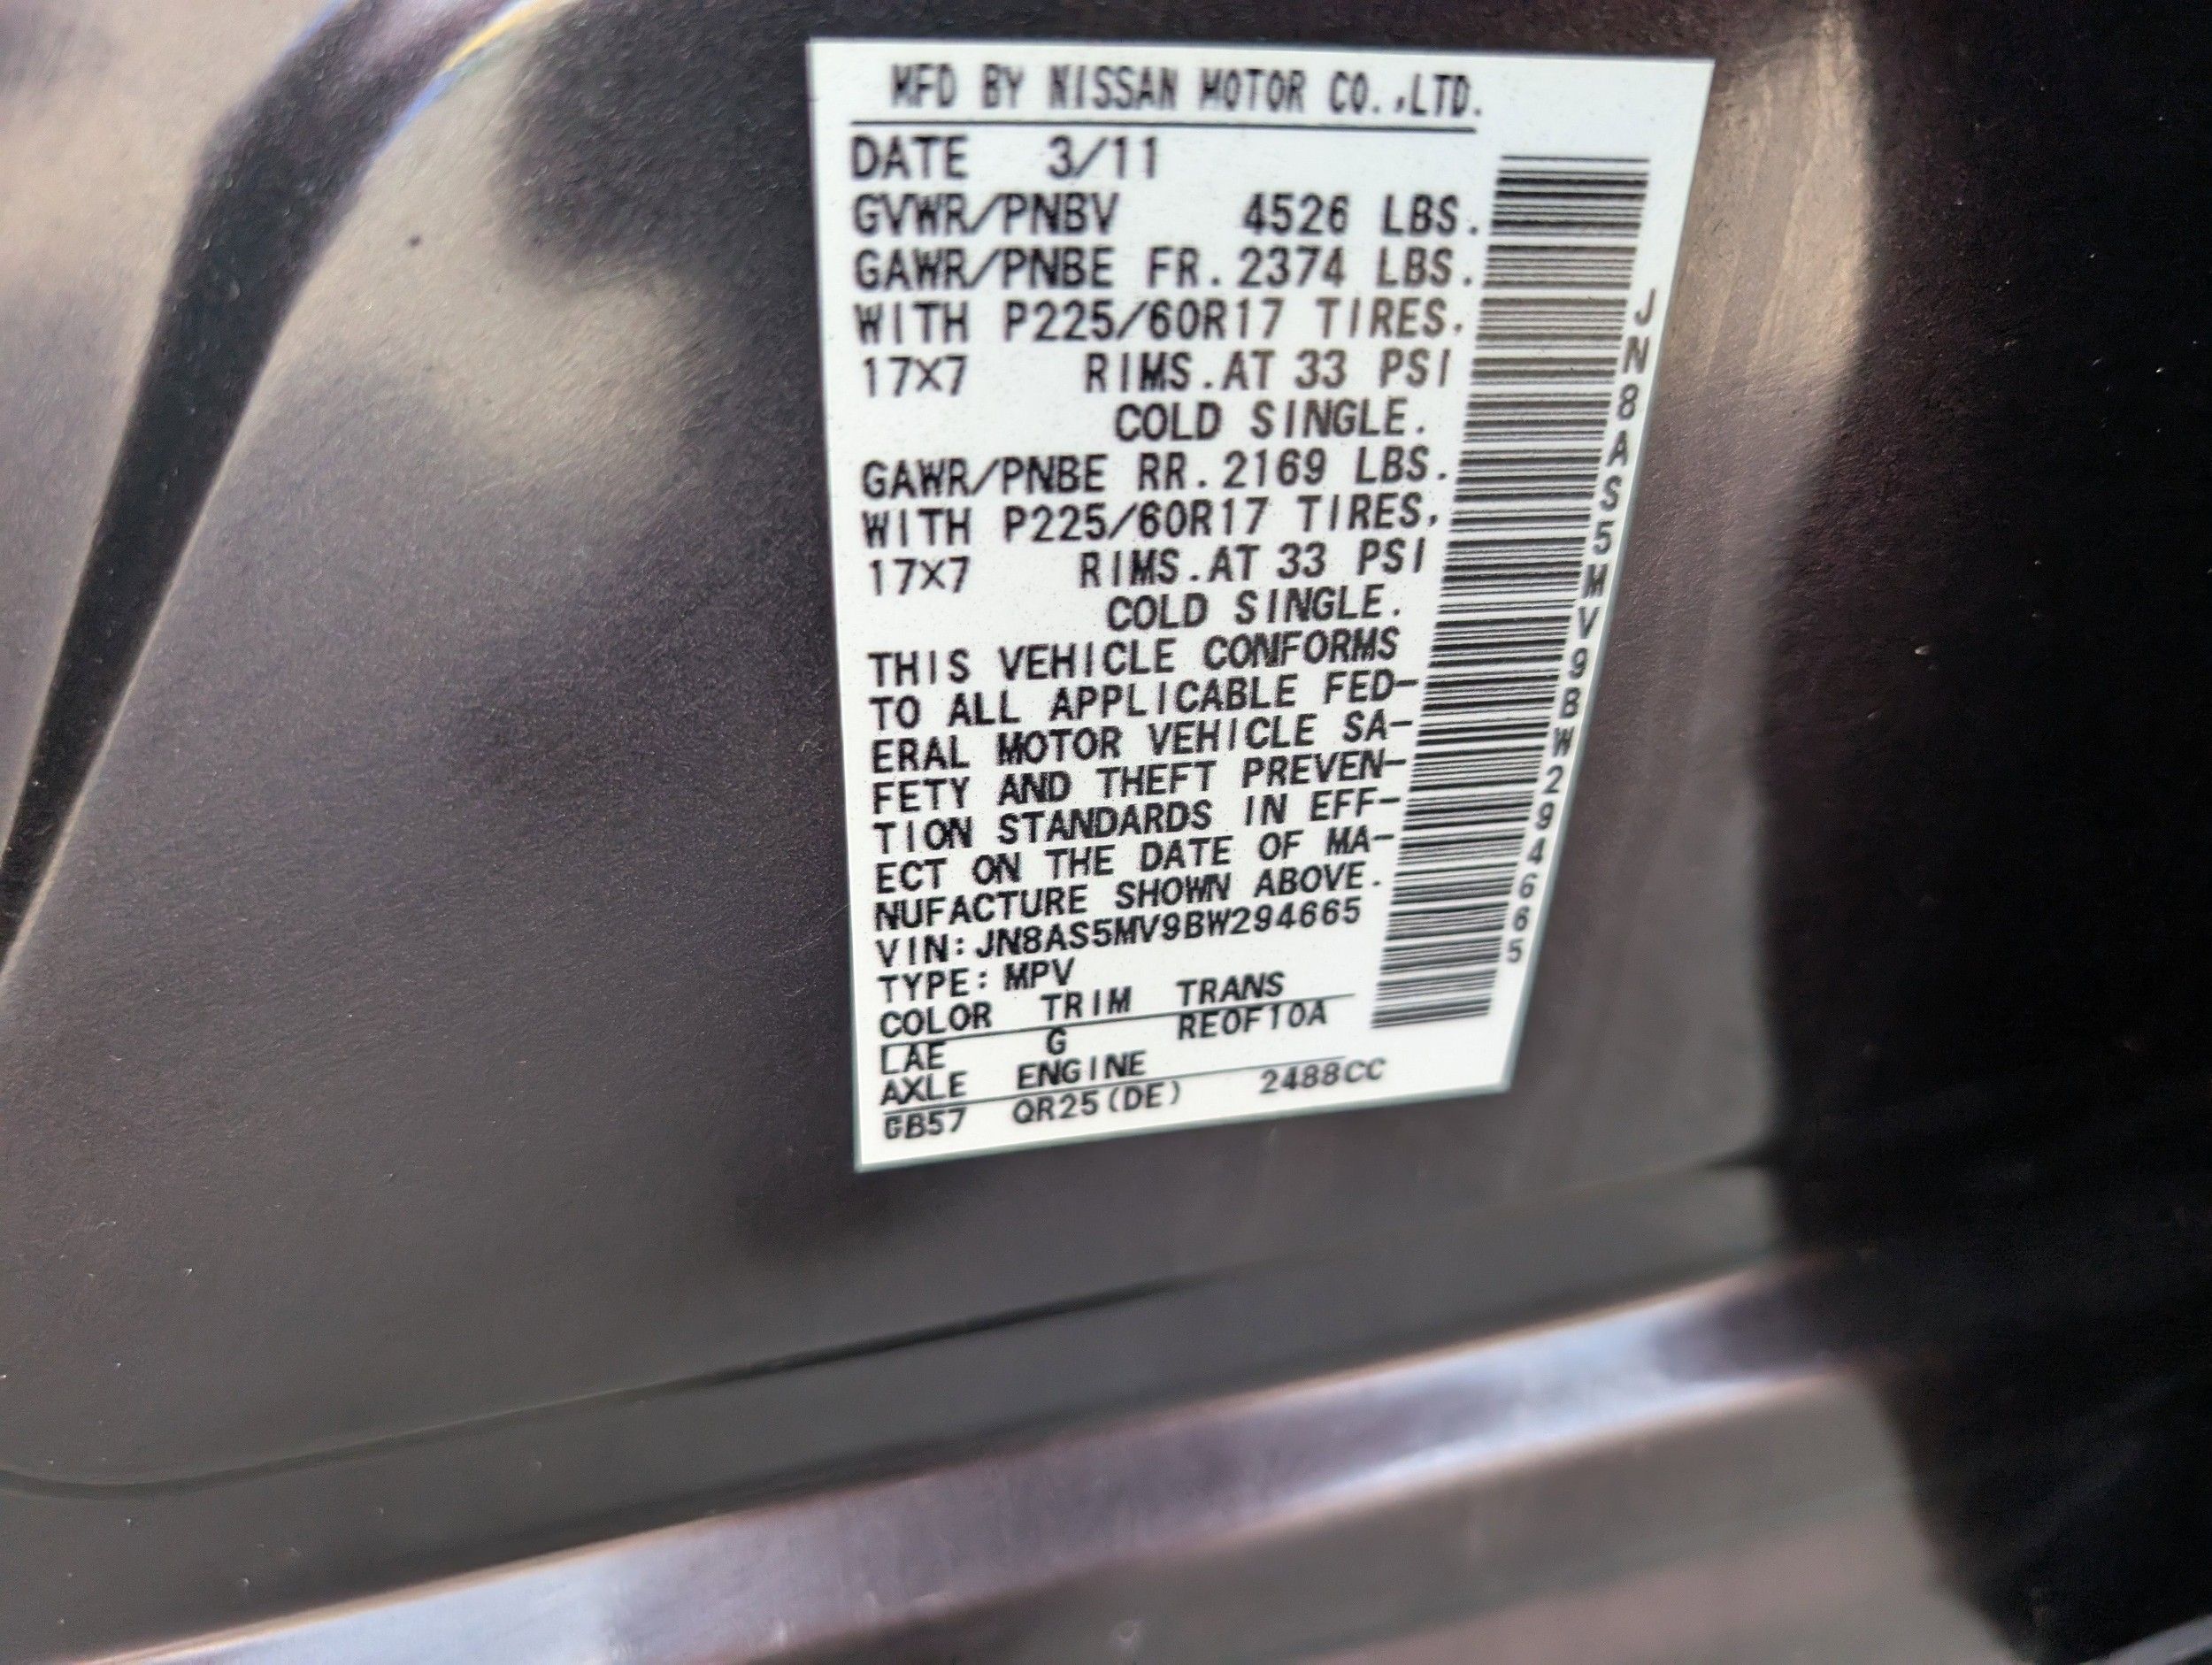 MFD BY NISSAN MOTOR CO.,LTD.
DATE 3/11
GVWR/PNBV 4526 LBS.
GAWR/PNBE FR.2374 LBS.
WITH P225/60R17 TIRES.
17X7 RIMS.AT 33 PSI
COLD SINGLE.
GAWR/PNBE RR.2169 LBS.
WITH P225/60R17 TIRES,
17X7 RIMS.AT 33 PSI
COLD SINGLE.
THIS VEHICLE CONFORMS
TO ALL APPLICABLE FED-
ERAL MOTOR VEHICLE SA-
FETY AND THEFT PREVEN-
TION STANDARDS IN EFF-
ECT ON THE DATE OF MA-
NUFACTURE SHOWN ABOVE.
VIN:JN8AS5MV9BW294665
TYPE:MPV
COLOR TRIM TRANS
LAE G RE0F10A
AXLE ENGINE
GB57 QR25(DE) 2488CC
JN8AS5MV9BW294665